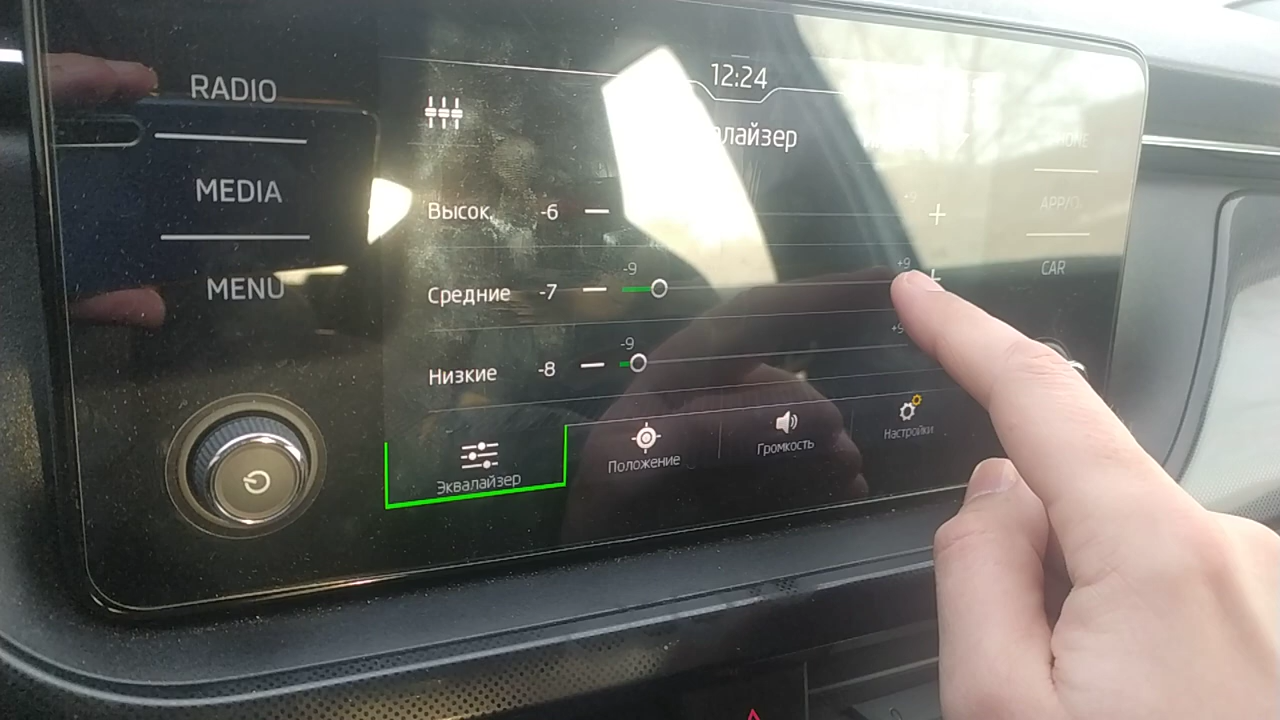 RADIO
MEDIA
MENU
12:24
лайзер
Высок. -6 +9
Средние -7 -9 +9
Низкие -8 -9 +9
Эквалайзер
Положение
Громкость
Настройки
APP/
CAR